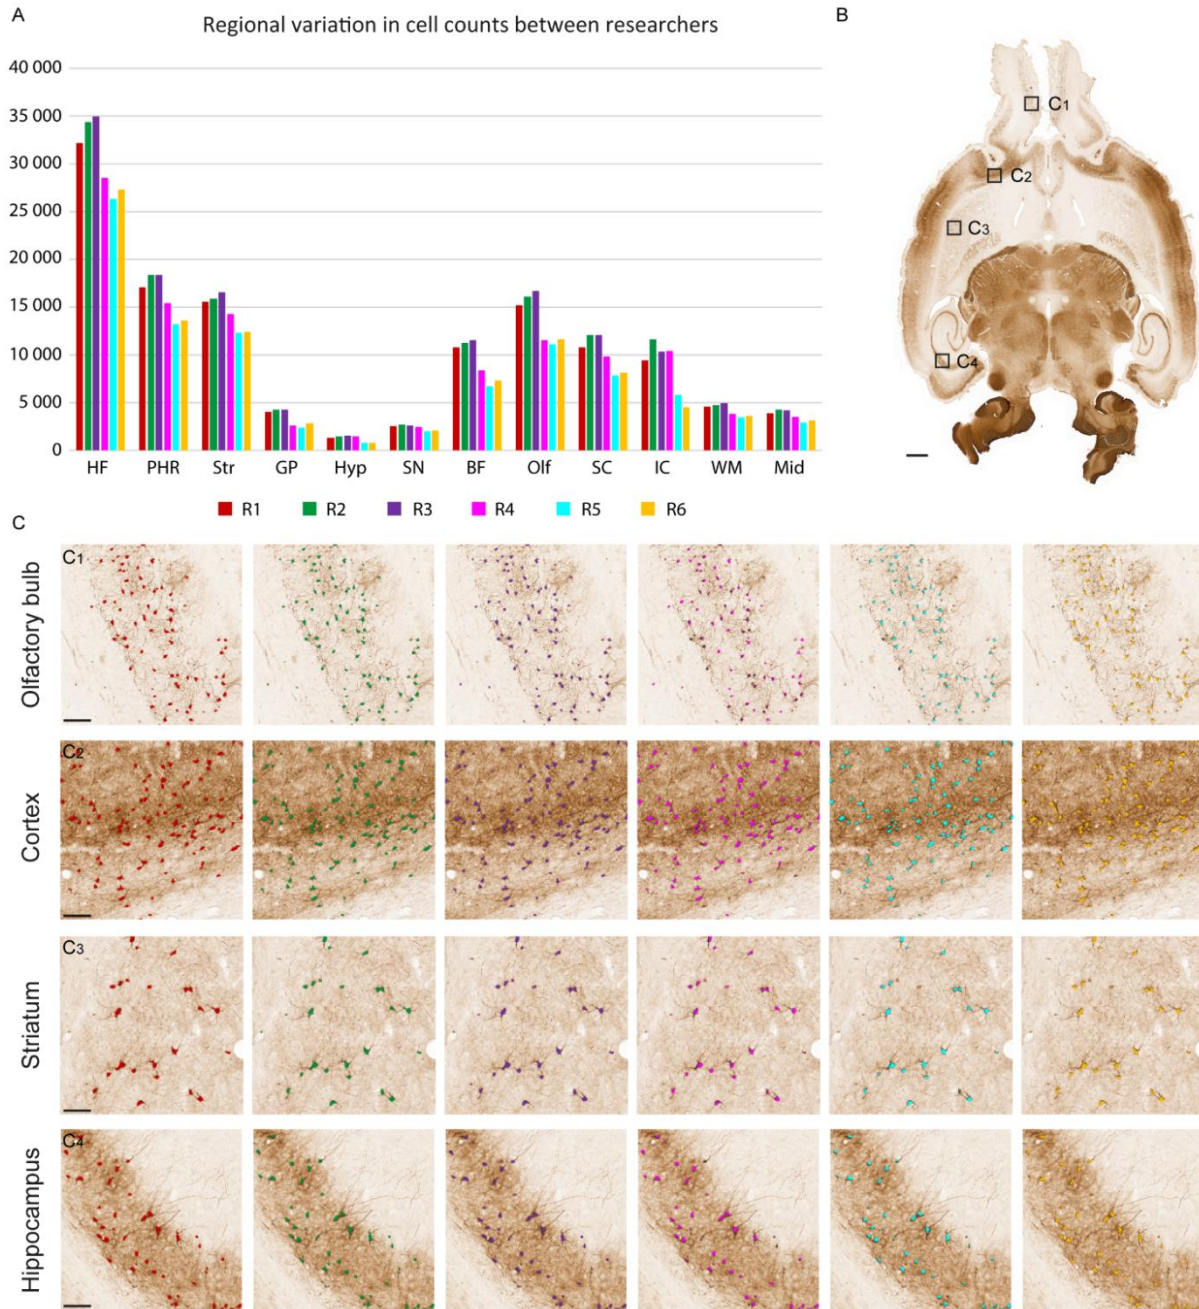 A
Regional variation in cell counts between researchers
40 000
35 000
30 000
25 000
20 000
15 000
10 000
5 000
0
HF PHR Str GP Hyp SN BF Olf SC IC WM Mid
R1 R2 R3 R4 R5 R6
B
C1
C2
C3
C4
C
Olfactory bulb
C1
Cortex
C2
Striatum
C3
Hippocampus
C4